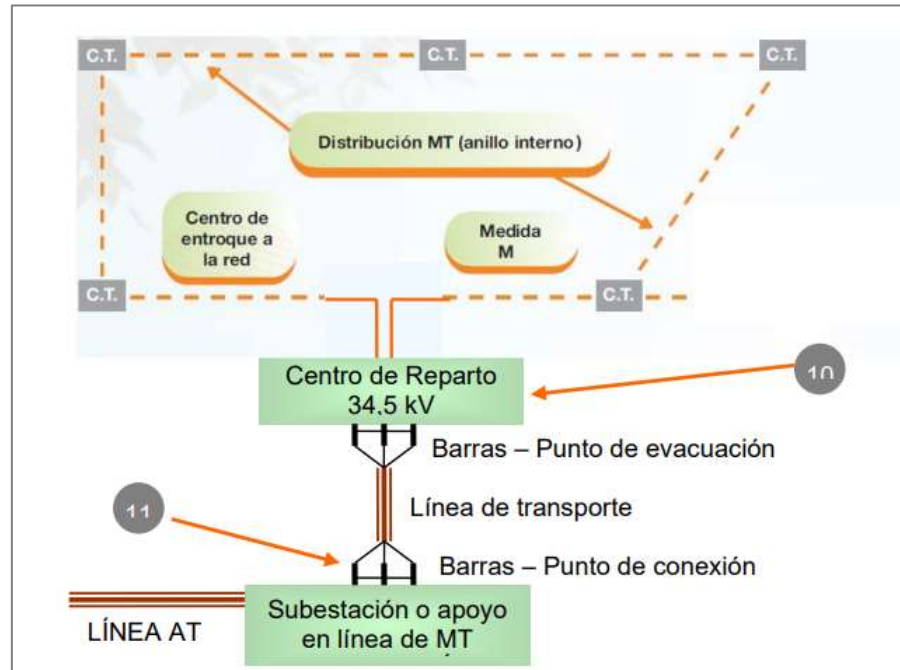 C.T.
C.T.
C.T.
Distribución MT (anillo interno)
Centro de
entroque a
la red
Medida
M
C.T.
C.T.
Centro de Reparto
34,5 kV
10
Barras – Punto de evacuación
Línea de transporte
11
Barras – Punto de conexión
LÍNEA AT
Subestación o apoyo
en línea de MT